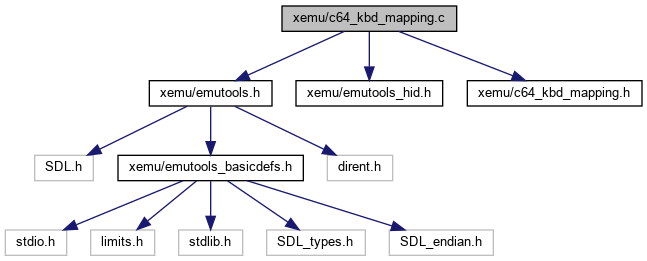 xemu/c64_kbd_mapping.c
xemu/emutools.h
xemu/emutools_hid.h
xemu/c64_kbd_mapping.h
SDL.h
xemu/emutools_basicdefs.h
dirent.h
stdio.h
limits.h
stdlib.h
SDL_types.h
SDL_endian.h